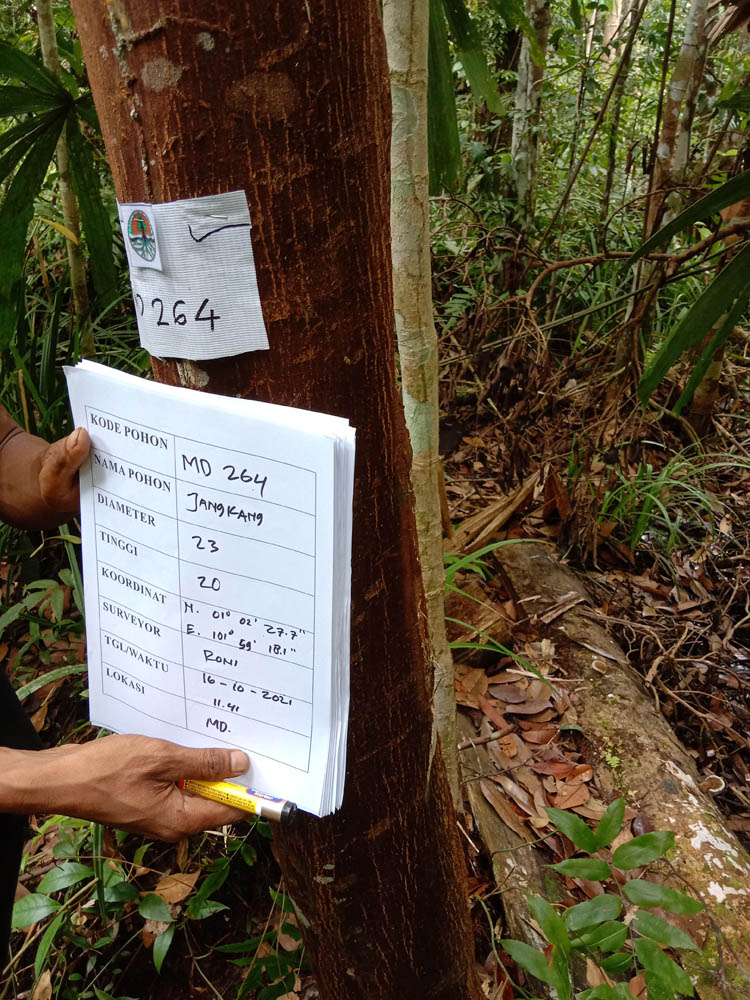 264
KODE POHON MD 264
NAMA POHON Jangkang
DIAMETER 23
TINGGI 20
KOORDINAT N. 01° 02' 27.7"
E. 101° 59' 18.1"
SURVEYOR RONI
TGL/WAKTU 16-10-2021
11.41
LOKASI MD.